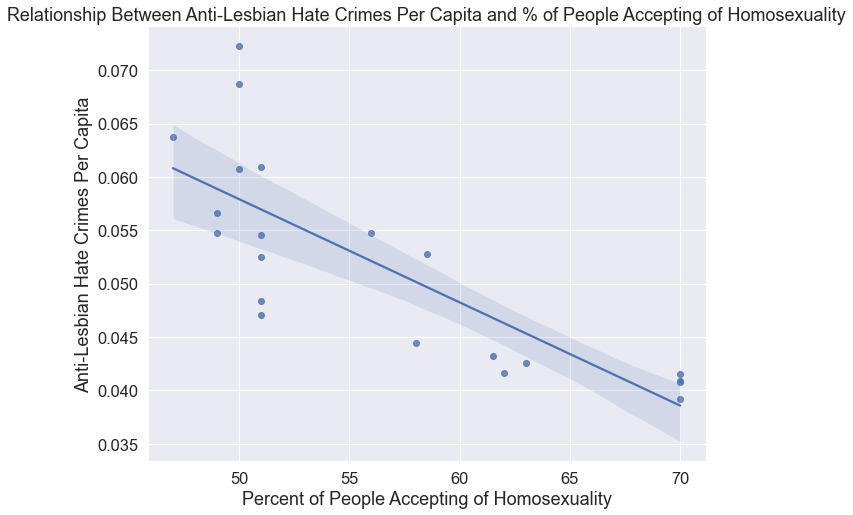 Relationship Between Anti-Lesbian Hate Crimes Per Capita and % of People Accepting of Homosexuality
Anti-Lesbian Hate Crimes Per Capita
0.070
0.065
0.060
0.055
0.050
0.045
0.040
0.035
50 55 60 65 70
Percent of People Accepting of Homosexuality